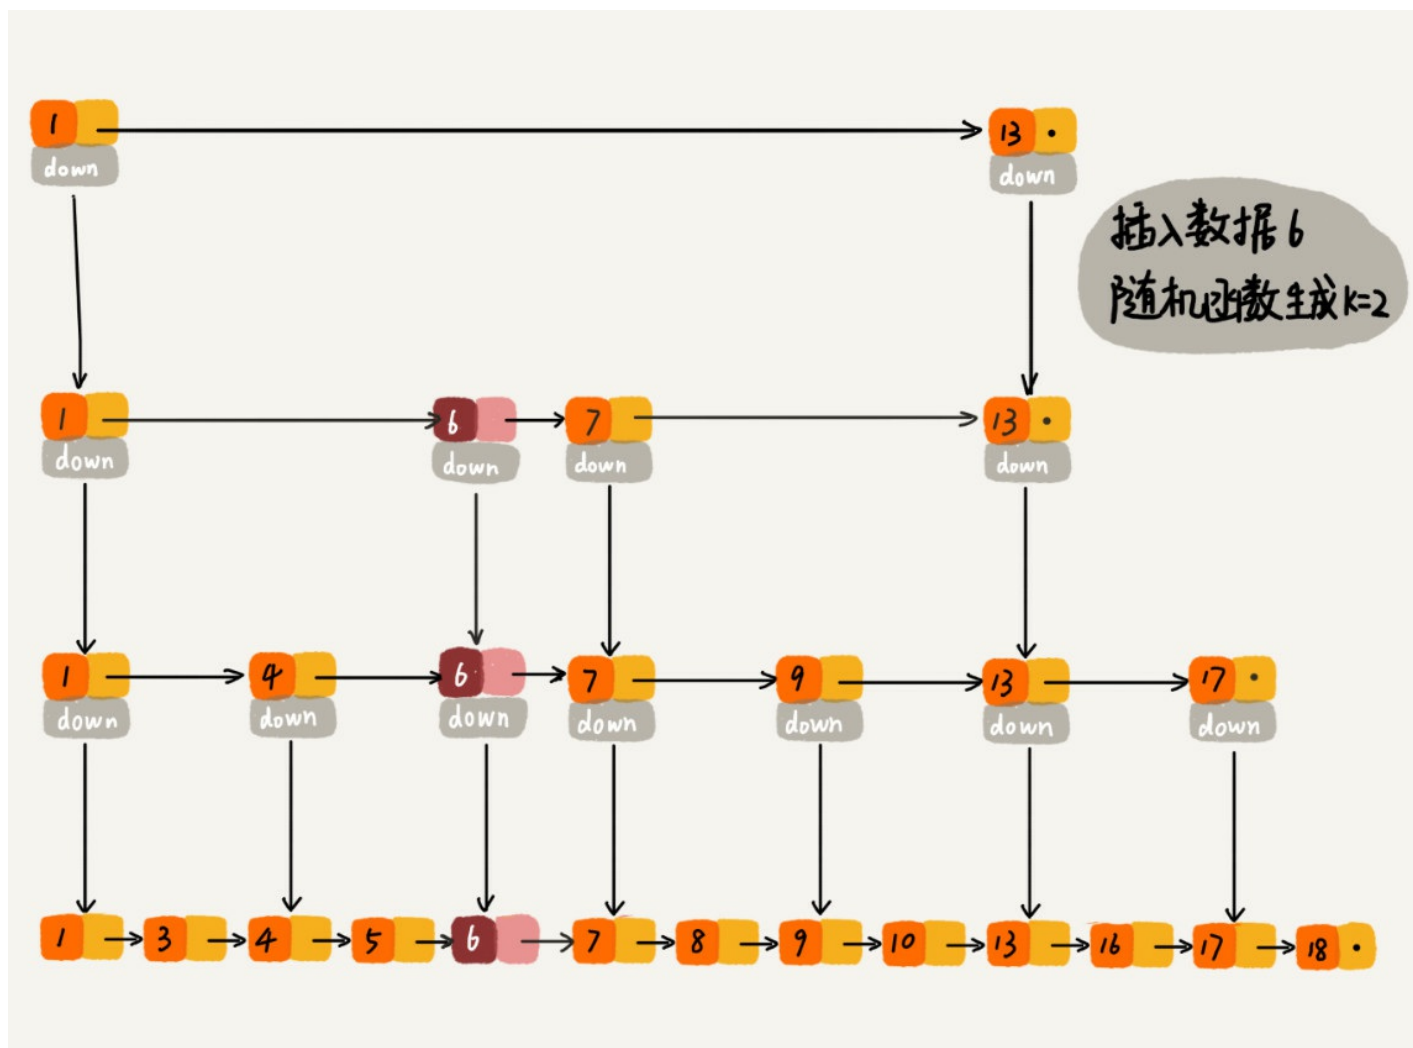 1 13
down down
插入数据6
随机函数生成k=2
1 6 7 13
down down down down
1 4 6 7 9 13 17
down down down down down down down
1 3 4 5 6 7 8 9 10 13 16 17 18